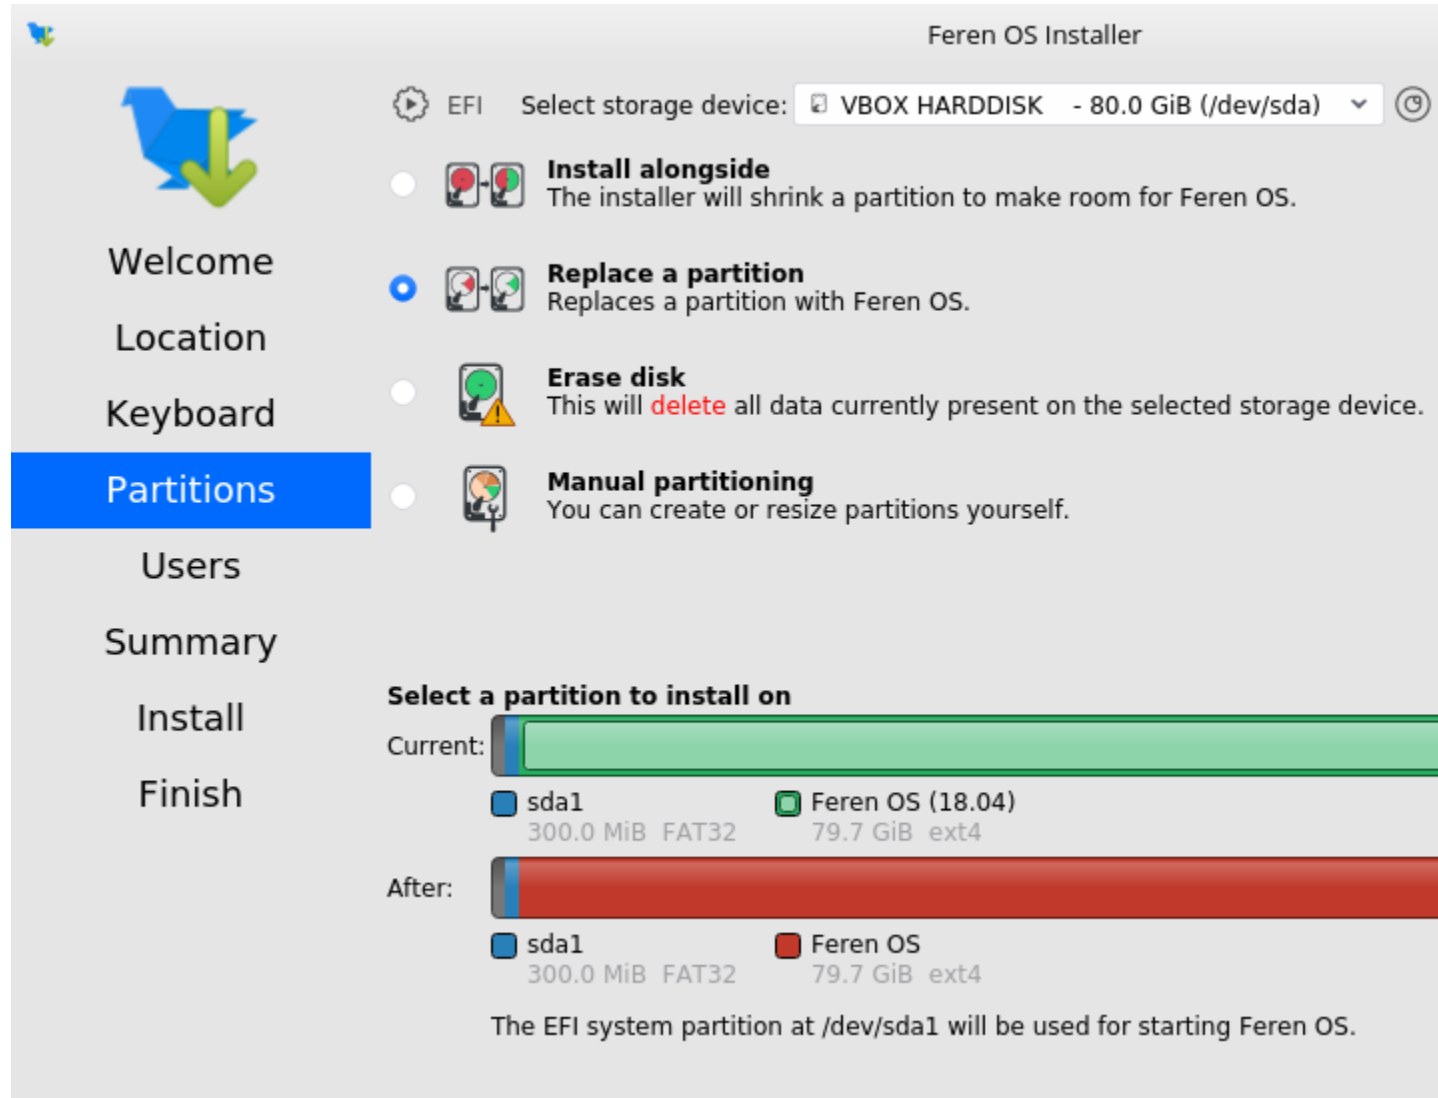 Feren OS Installer
EFI Select storage device: VBOX HARDDISK - 80.0 GiB (/dev/sda)
Welcome
Location
Keyboard
Partitions
Users
Summary
Install
Finish
Install alongside
The installer will shrink a partition to make room for Feren OS.
Replace a partition
Replaces a partition with Feren OS.
Erase disk
This will delete all data currently present on the selected storage device.
Manual partitioning
You can create or resize partitions yourself.
Select a partition to install on
Current:
sda1 Feren OS (18.04)
300.0 MiB FAT32 79.7 GiB ext4
After:
sda1 Feren OS
300.0 MiB FAT32 79.7 GiB ext4
The EFI system partition at /dev/sda1 will be used for starting Feren OS.